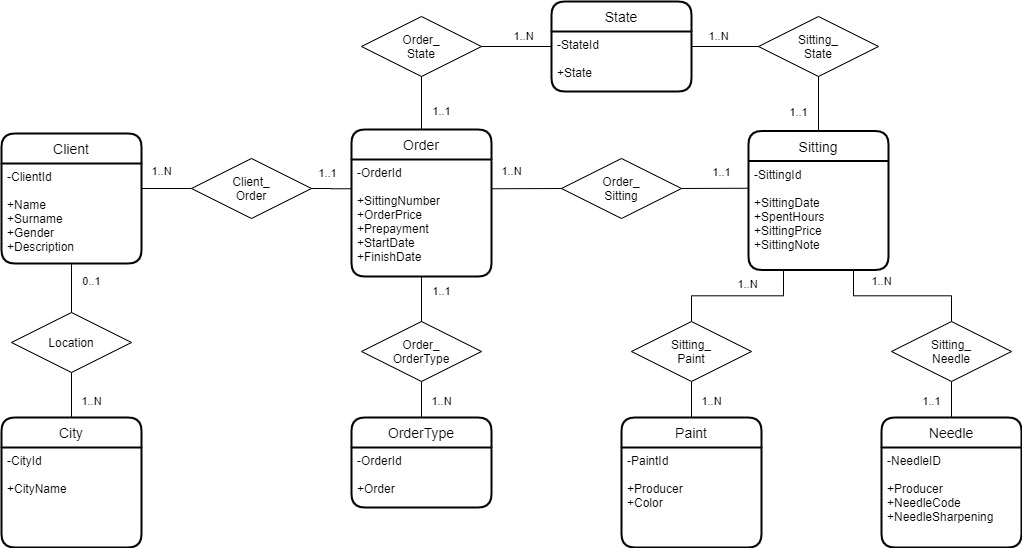 State
-StateId
+State
Order_
State
1..N
1..N
Sitting_
State
1..1
1..1
Client
-ClientId
+Name
+Surname
+Gender
+Description
1..N
Client_
Order
1..1
Order
-OrderId
+SittingNumber
+OrderPrice
+Prepayment
+StartDate
+FinishDate
1..N
Order_
Sitting
1..1
Sitting
-SittingId
+SittingDate
+SpentHours
+SittingPrice
+SittingNote
0..1
Location
1..N
1..1
Order_
OrderType
1..N
1..N
Sitting_
Paint
1..N
1..N
Sitting_
Needle
1..1
City
-CityId
+CityName
OrderType
-OrderId
+Order
Paint
-PaintId
+Producer
+Color
Needle
-NeedleID
+Producer
+NeedleCode
+NeedleSharpening